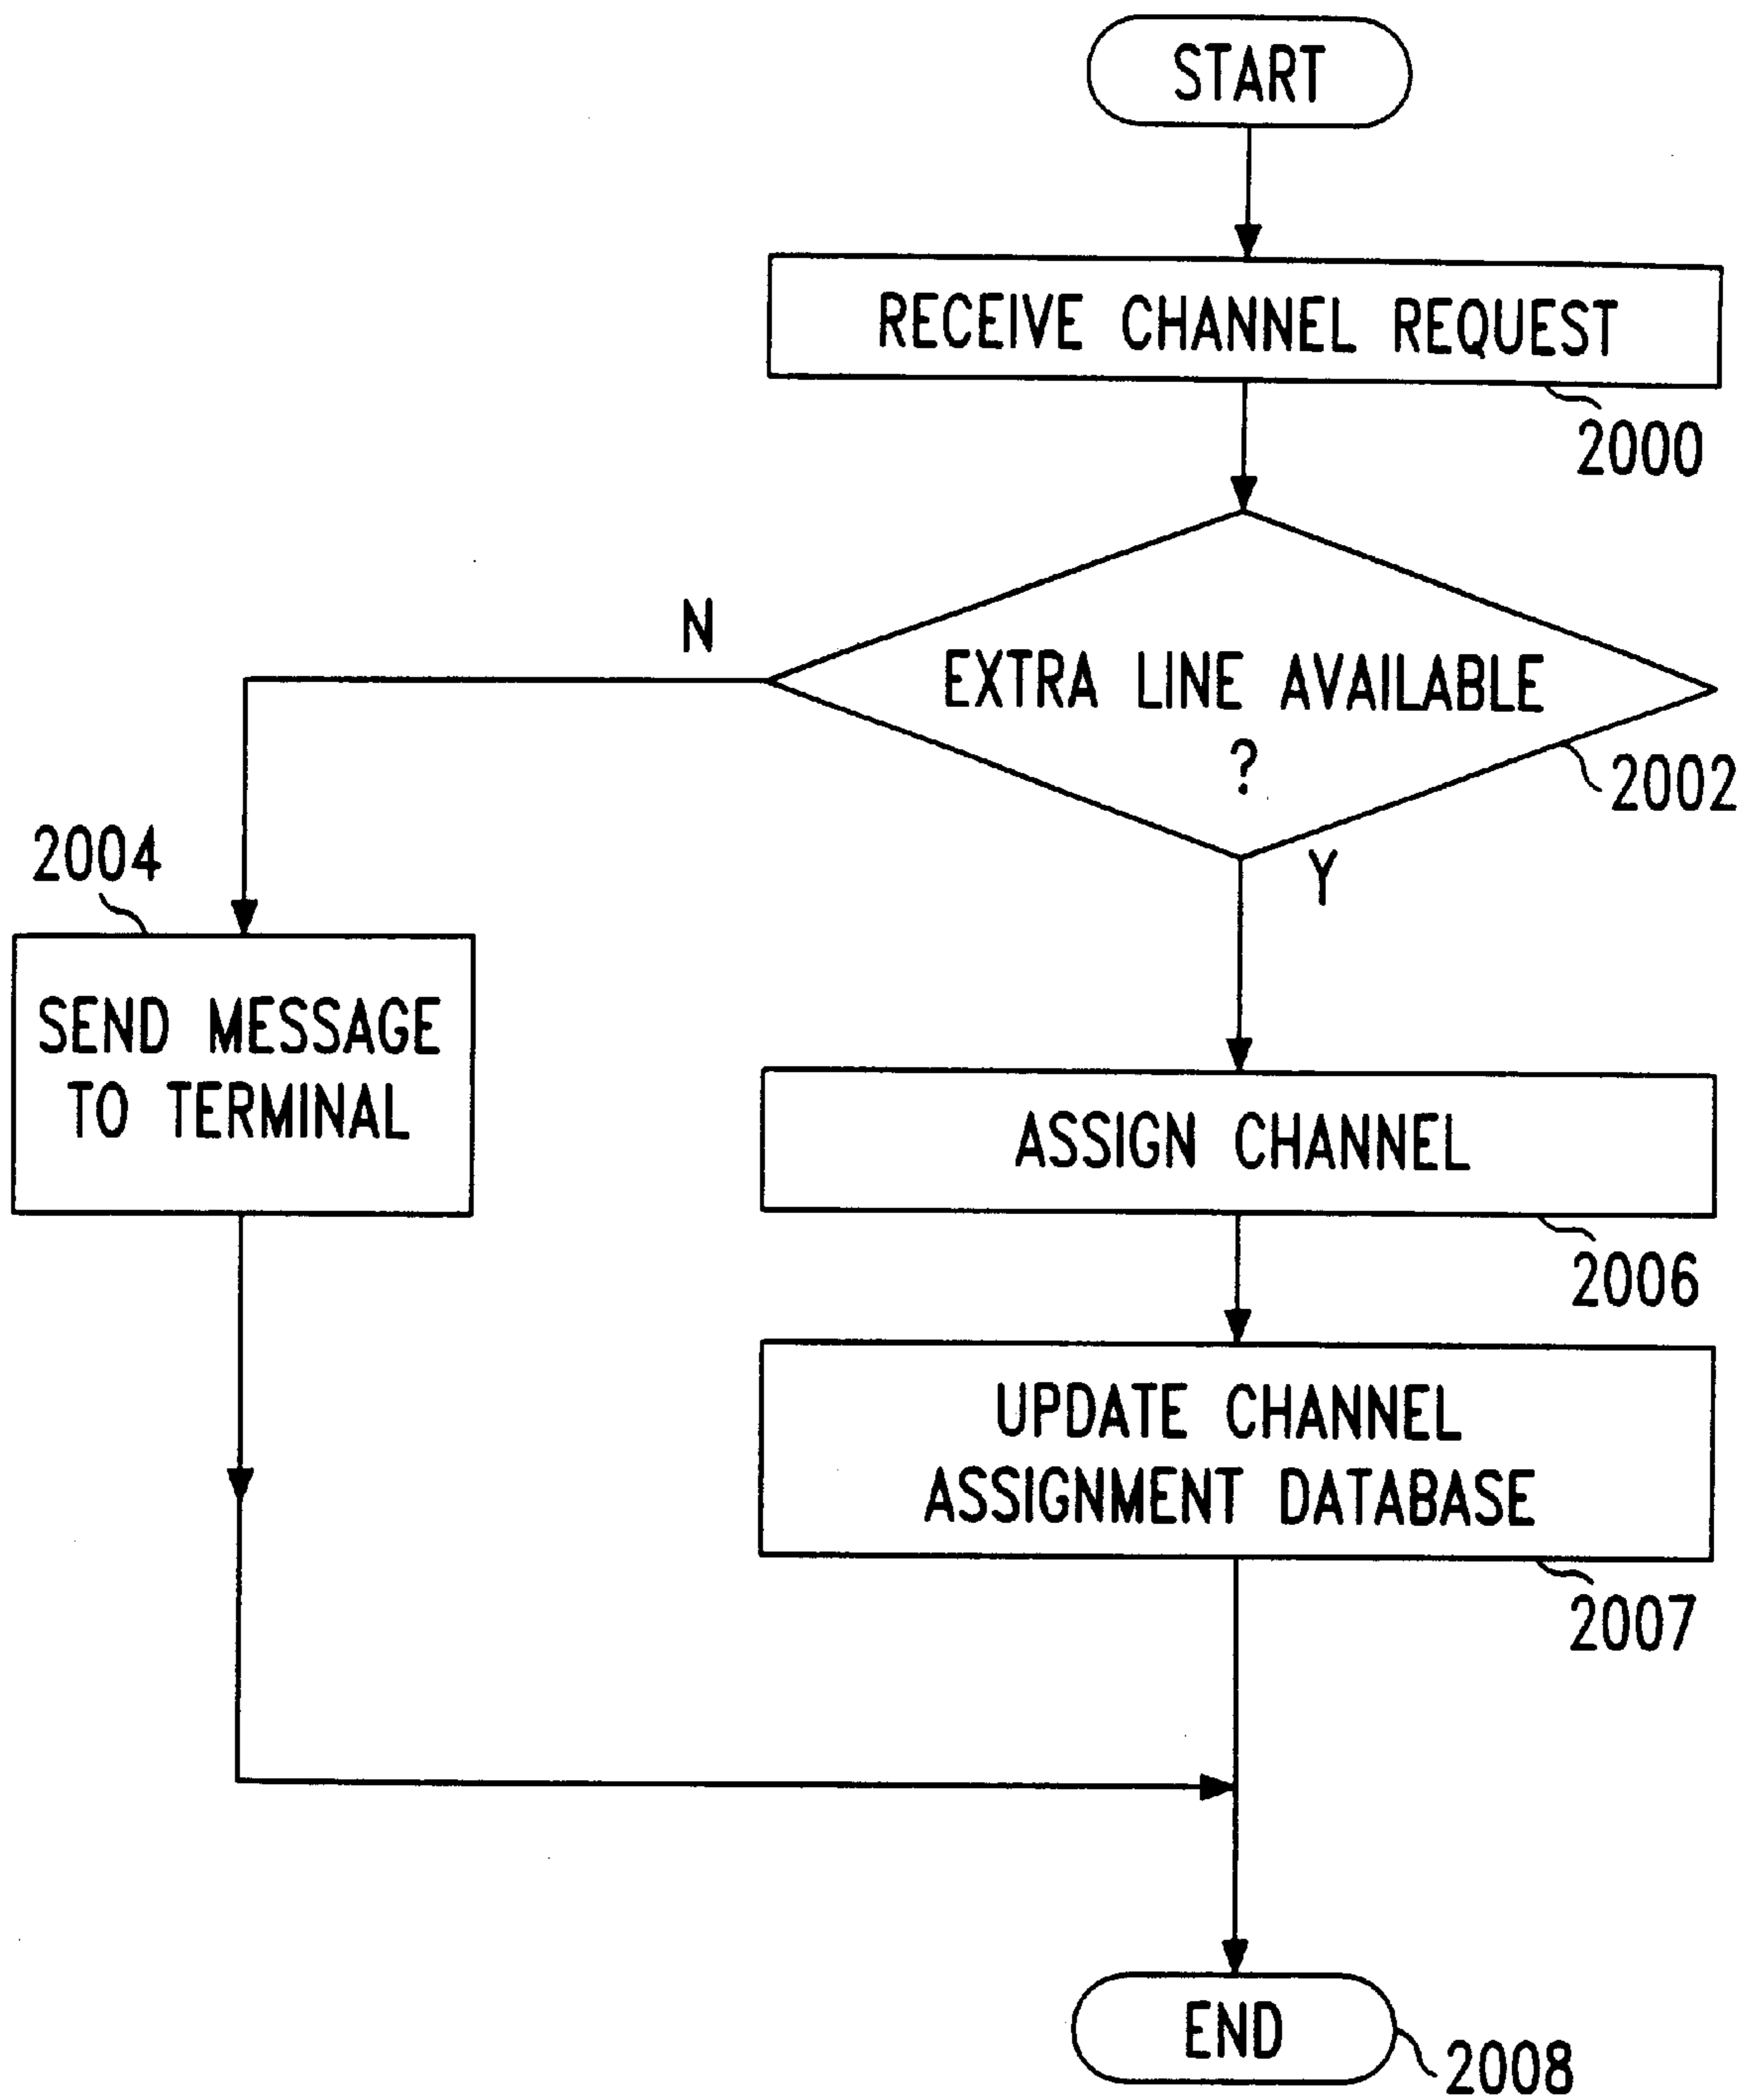 START
RECEIVE CHANNEL REQUEST
2000
N
EXTRA LINE AVAILABLE
?
2002
Y
2004
SEND MESSAGE
TO TERMINAL
ASSIGN CHANNEL
2006
UPDATE CHANNEL
ASSIGNMENT DATABASE
2007
END
2008